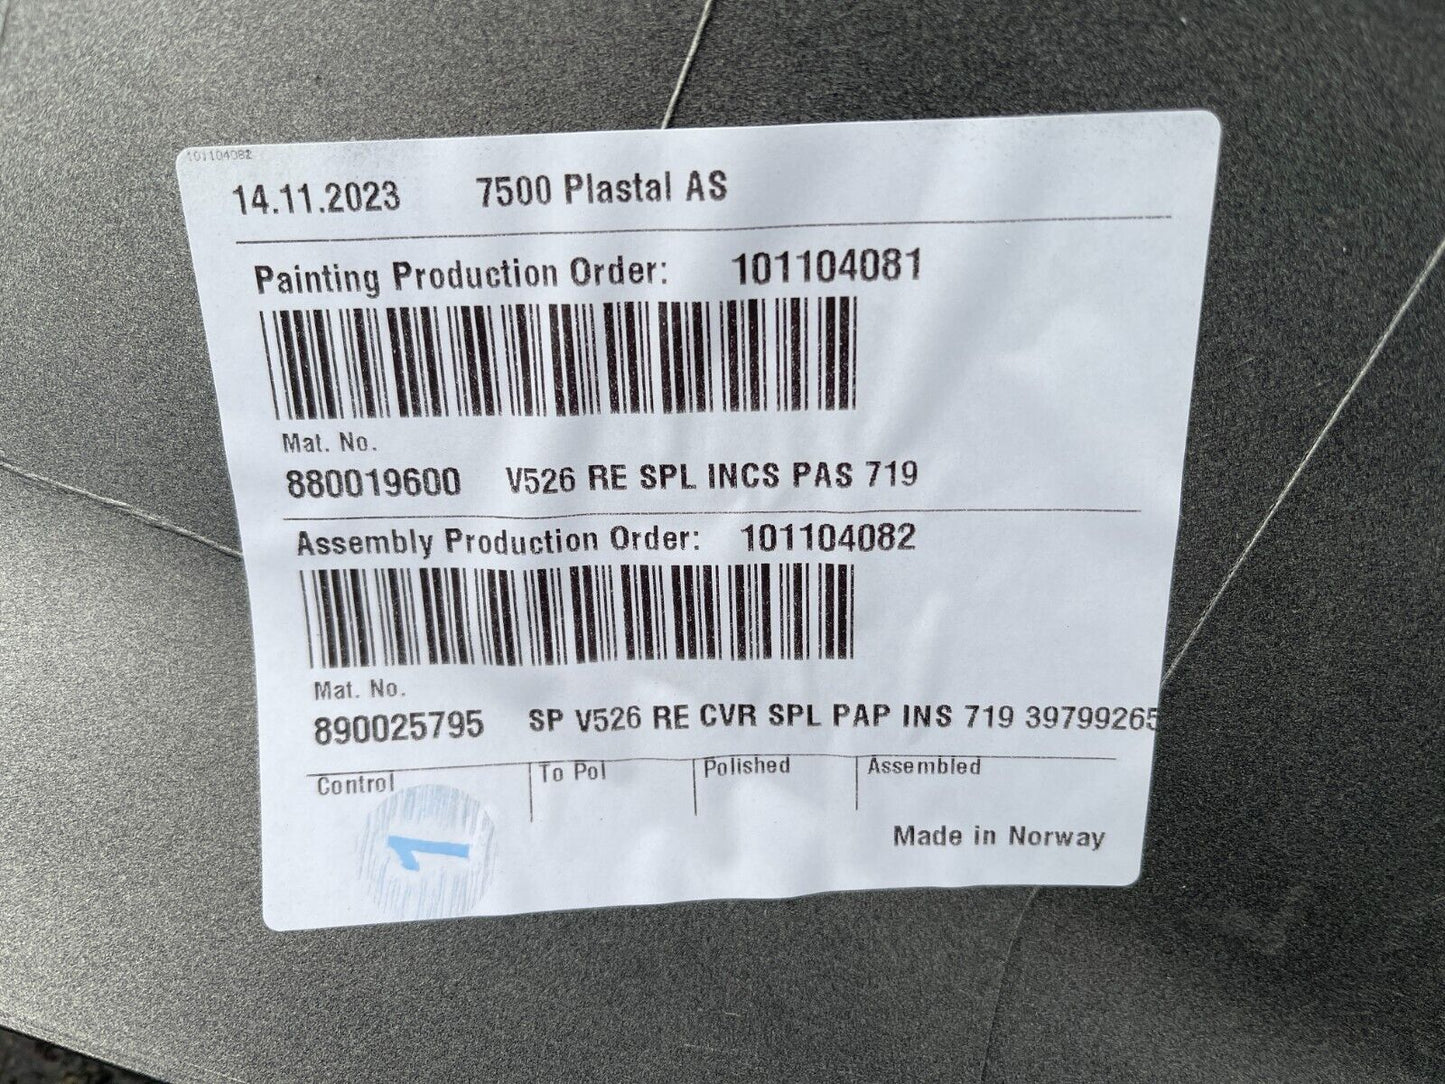 101104082
14.11.2023 7500 Plastal AS
Painting Production Order: 101104081
Mat. No.
880019600 V526 RE SPL INCS PAS 719
Assembly Production Order: 101104082
Mat. No.
890025795 SP V526 RE CVR SPL PAP INS 719 39799265
Control To Pol Polished Assembled
1
Made in Norway